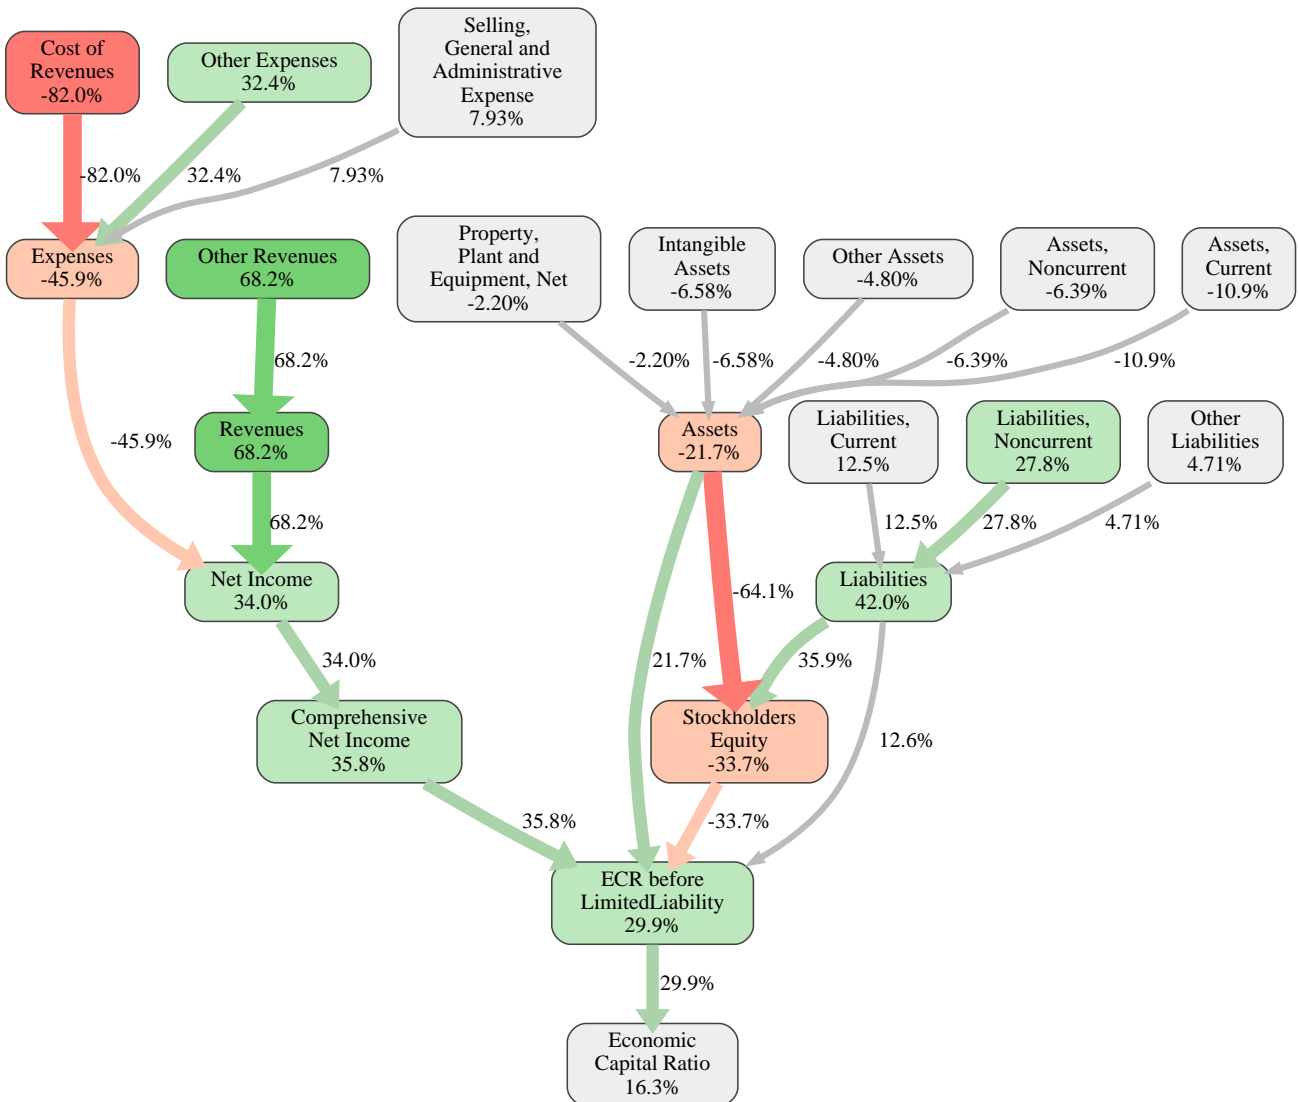 Cost of
Revenues
-82.0%
Other Expenses
32.4%
Selling,
General and
Administrative
Expense
7.93%
-82.0%
32.4%
7.93%
Expenses
-45.9%
Other Revenues
68.2%
Property,
Plant and
Equipment, Net
-2.20%
Intangible
Assets
-6.58%
Other Assets
-4.80%
Assets,
Noncurrent
-6.39%
Assets,
Current
-10.9%
68.2%
-2.20%
-6.58%
-4.80%
-6.39%
-10.9%
-45.9%
Revenues
68.2%
Assets
-21.7%
Liabilities,
Current
12.5%
Liabilities,
Noncurrent
27.8%
Other
Liabilities
4.71%
68.2%
12.5%
27.8%
4.71%
Net Income
34.0%
-64.1%
Liabilities
42.0%
34.0%
21.7%
35.9%
12.6%
Comprehensive
Net Income
35.8%
Stockholders
Equity
-33.7%
35.8%
-33.7%
ECR before
LimitedLiability
29.9%
29.9%
Economic
Capital Ratio
16.3%